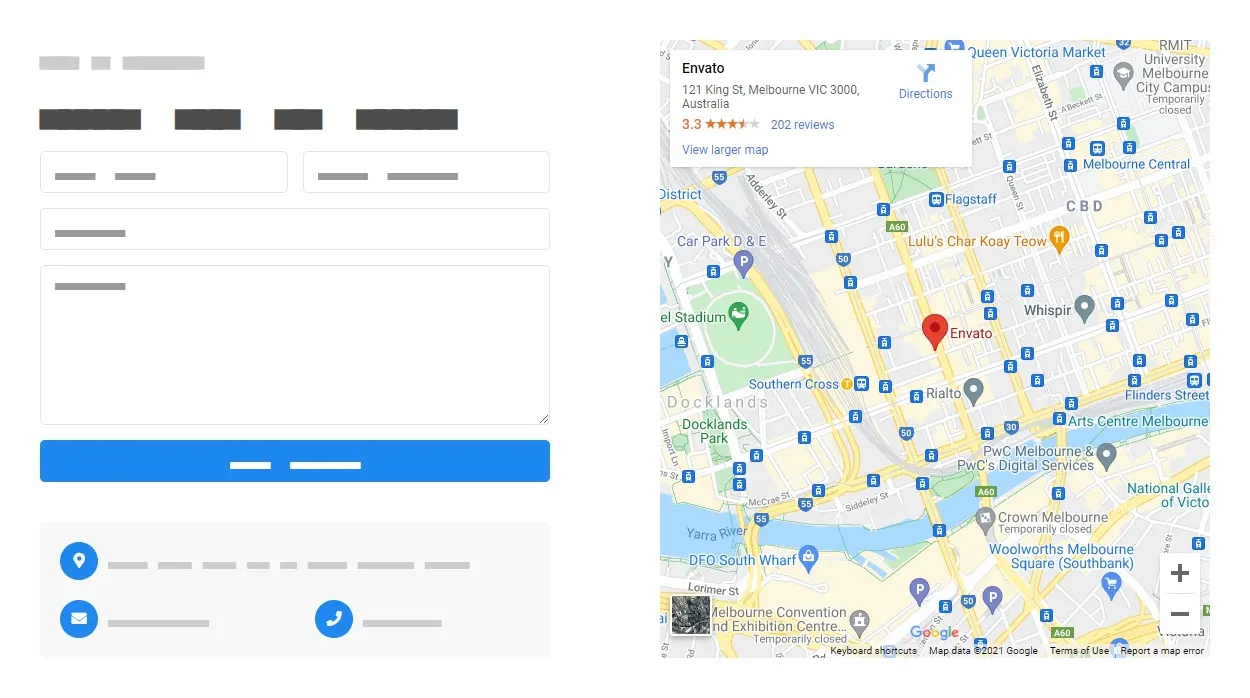 Envato
121 King St, Melbourne VIC 3000,
Australia
3.3
202 reviews
View larger map
Directions
Queen Victoria Market
32
RMIT
University
Melbourne
City Campus
Temporarily
closed
Elizabeth St
A'Beckett St
Melbourne Central
55
District
Adderley St
Flagstaff
Queen St
CBD
A60
Lulu's Char Koay Teow
Car Park D & E
P
50
Whispir
el Stadium
Envato
55
Southern Cross
Rialto
Docklands
Flinders Street
Docklands
Park
50
30
Arts Centre Melbourne
Import Ln
PwC Melbourne &
PwC's Digital Services
A60
McCrae St
55
Siddeley St
National Galle
of Victo
55
Crown Melbourne
Temporarily closed
Yarra River
DFO South Wharf
Woolworths Melbourne
Square (Southbank)
Lorimer St
P
P
50
Melbourne Convention
nd Exhibition Centre...
Temporarily closed
Google
A60
Victoria
Keyboard shortcuts
Map data ©2021 Google
Terms of Use
Report a map error